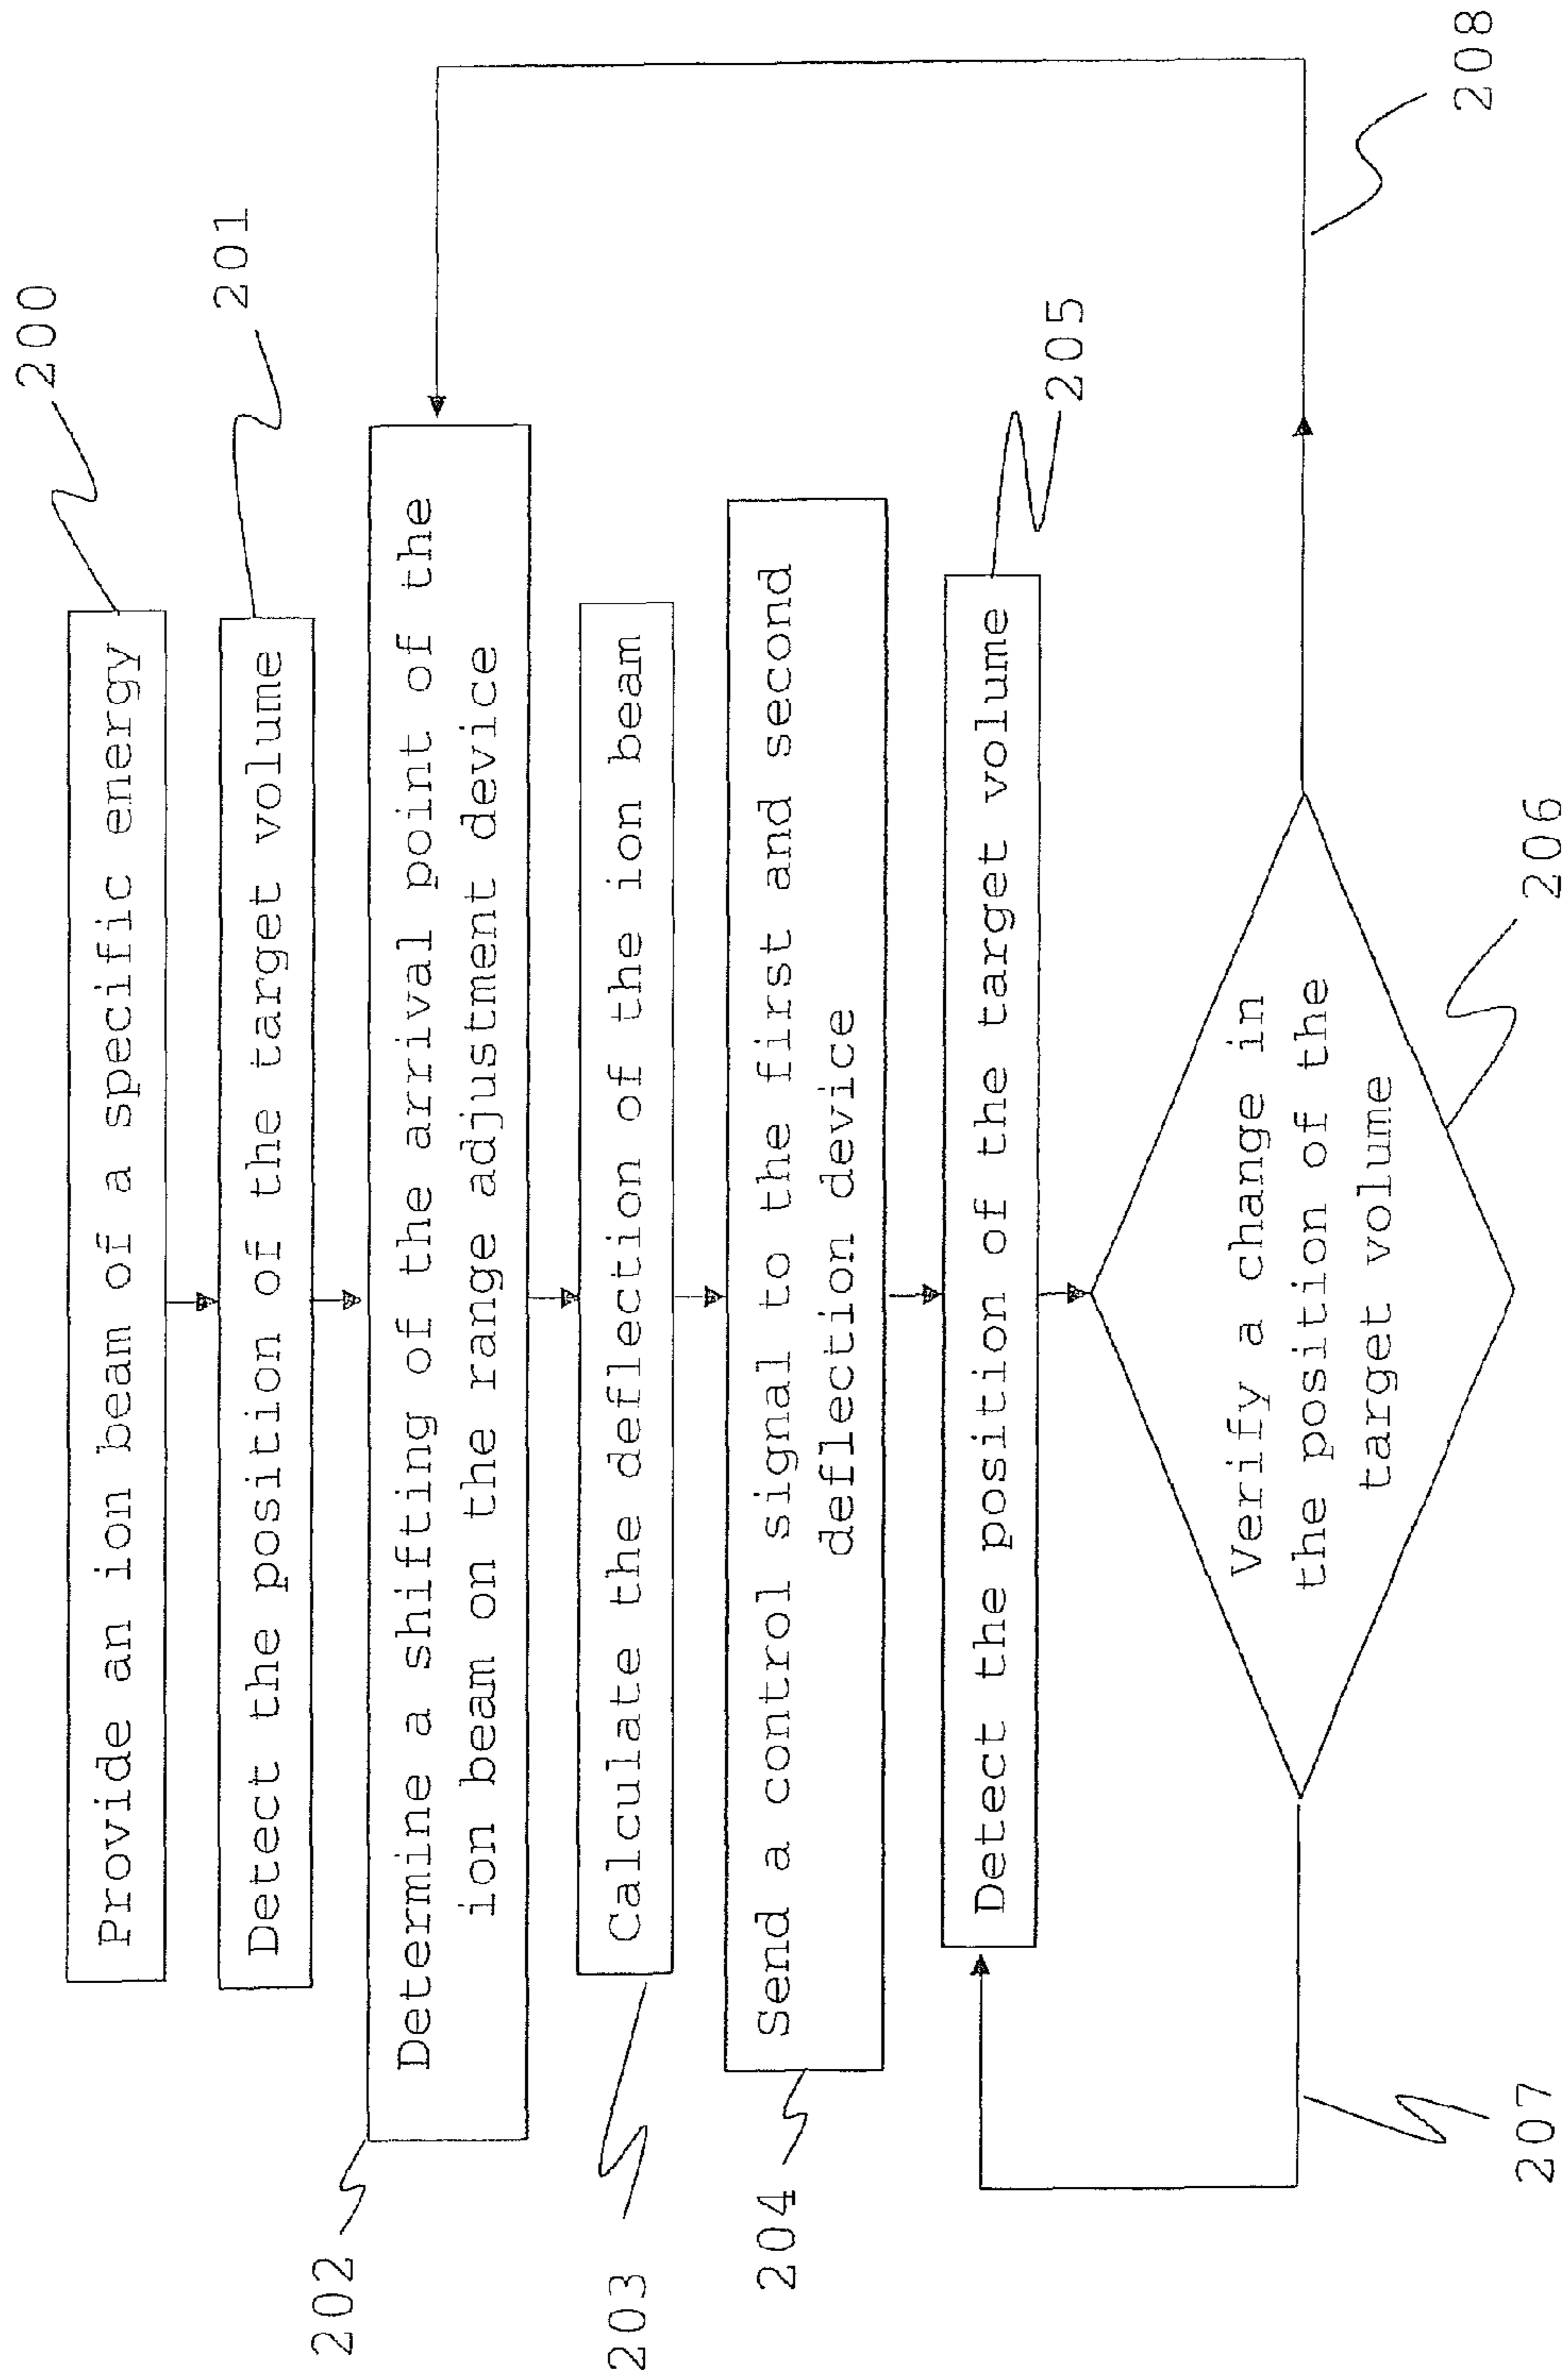 200
Provide an ion beam of a specific energy
201
Detect the position of the target volume
202
Determine a shifting of the arrival point of the
ion beam on the range adjustment device
203
Calculate the deflection of the ion beam
204
Send a control signal to the first and second
deflection device
205
Detect the position of the target volume
Verify a change in
the position of the
target volume
206
207
208